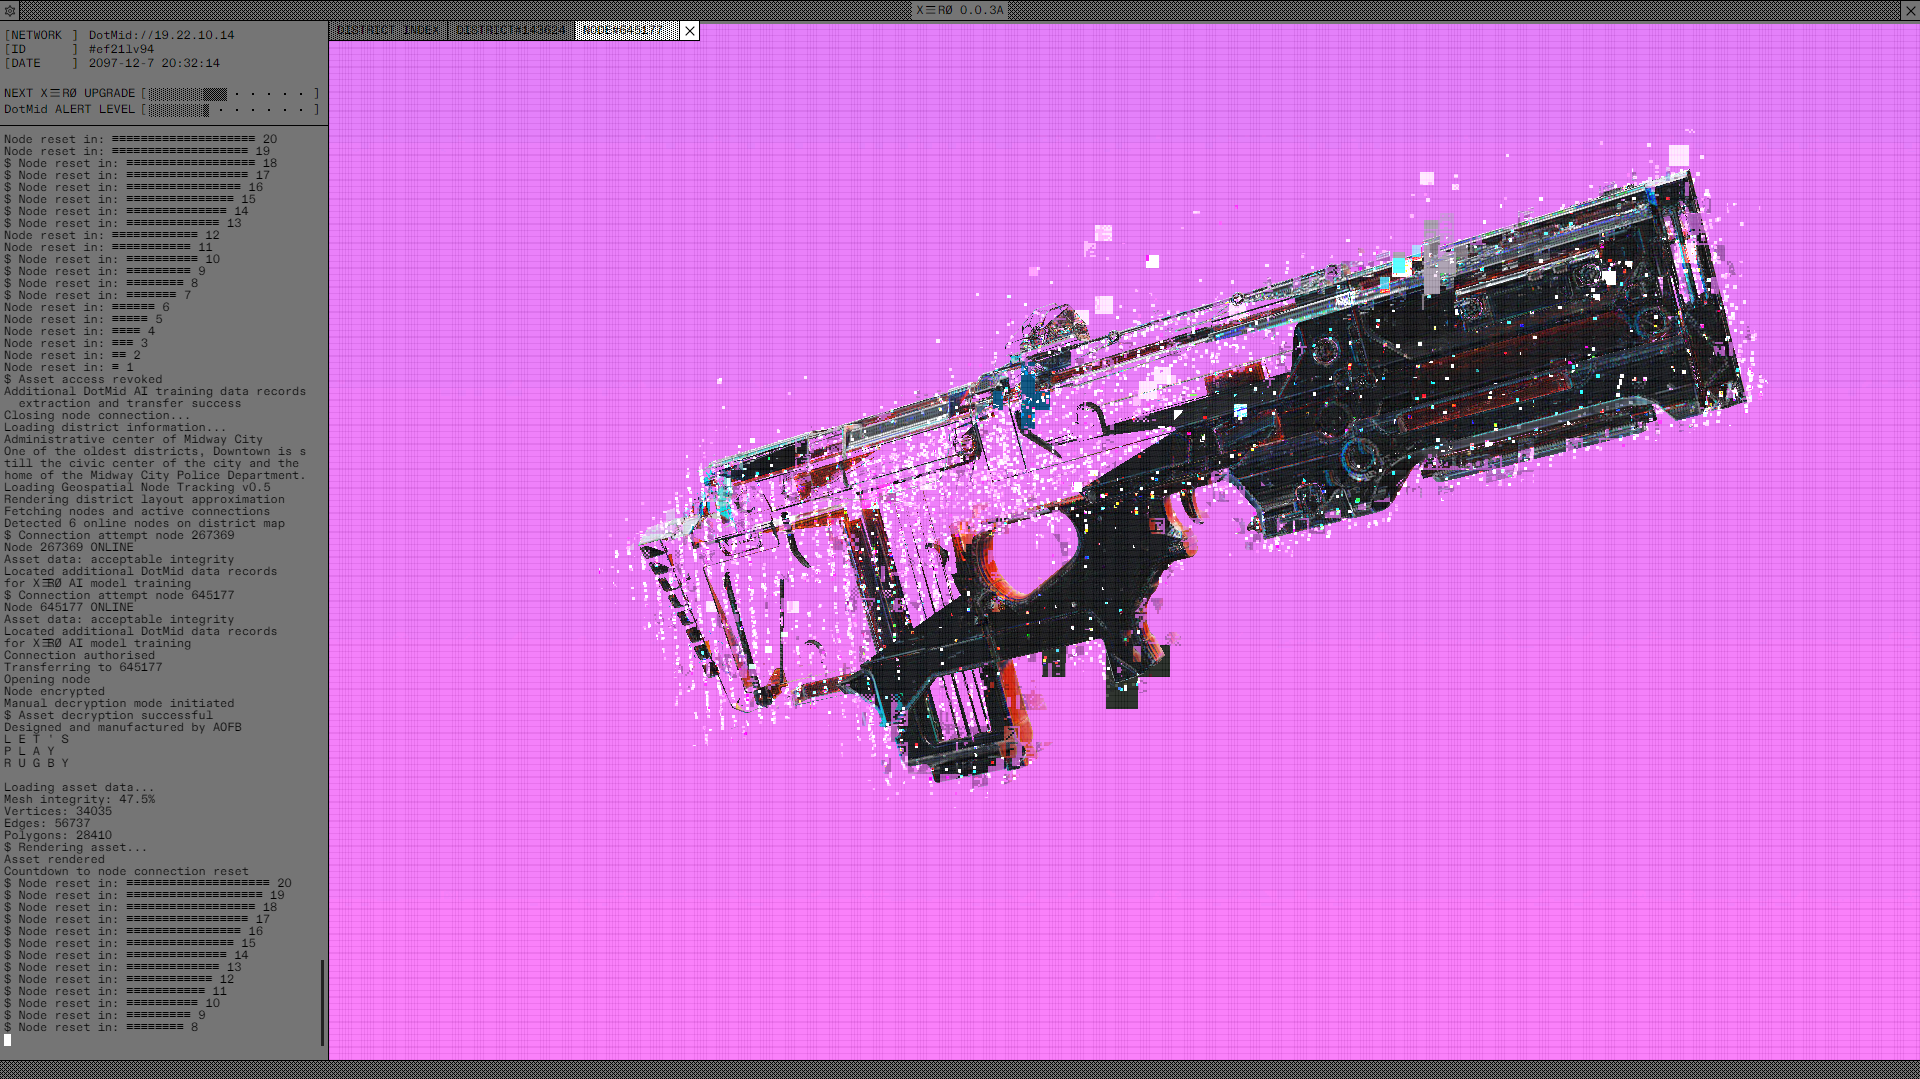 X☰RØ 0.0.3A
[NETWORK ] DotMid://19.22.10.14
[ID ] #ef21lv94
[DATE ] 2097-12-7 20:32:14
NEXT X☰RØ UPGRADE [ · · · · · ]
DotMid ALERT LEVEL [ · · · · · · ]
DISTRICT INDEX
DISTRICT#143624
NODE#645177
Node reset in: ≡≡≡≡≡≡≡≡≡≡≡≡≡≡≡≡≡≡≡≡ 20
Node reset in: ≡≡≡≡≡≡≡≡≡≡≡≡≡≡≡≡≡≡≡ 19
$ Node reset in: ≡≡≡≡≡≡≡≡≡≡≡≡≡≡≡≡≡≡ 18
$ Node reset in: ≡≡≡≡≡≡≡≡≡≡≡≡≡≡≡≡≡ 17
$ Node reset in: ≡≡≡≡≡≡≡≡≡≡≡≡≡≡≡≡ 16
$ Node reset in: ≡≡≡≡≡≡≡≡≡≡≡≡≡≡≡ 15
$ Node reset in: ≡≡≡≡≡≡≡≡≡≡≡≡≡≡ 14
$ Node reset in: ≡≡≡≡≡≡≡≡≡≡≡≡≡ 13
Node reset in: ≡≡≡≡≡≡≡≡≡≡≡≡ 12
Node reset in: ≡≡≡≡≡≡≡≡≡≡≡ 11
$ Node reset in: ≡≡≡≡≡≡≡≡≡≡ 10
$ Node reset in: ≡≡≡≡≡≡≡≡≡ 9
$ Node reset in: ≡≡≡≡≡≡≡≡ 8
$ Node reset in: ≡≡≡≡≡≡≡ 7
Node reset in: ≡≡≡≡≡≡ 6
Node reset in: ≡≡≡≡≡ 5
Node reset in: ≡≡≡≡ 4
Node reset in: ≡≡≡ 3
Node reset in: ≡≡ 2
Node reset in: ≡ 1
$ Asset access revoked
Additional DotMid AI training data records
extraction and transfer success
Closing node connection...
Loading district information...
Administrative center of Midway City
One of the oldest districts, Downtown is s
till the civic center of the city and the
home of the Midway City Police Department.
Loading Geospatial Node Tracking v0.5
Rendering district layout approximation
Fetching nodes and active connections
Detected 6 online nodes on district map
$ Connection attempt node 267369
Node 267369 ONLINE
Asset data: acceptable integrity
Located additional DotMid data records
for X☰RØ AI model training
$ Connection attempt node 645177
Node 645177 ONLINE
Asset data: acceptable integrity
Located additional DotMid data records
for X☰RØ AI model training
Connection authorised
Transferring to 645177
Opening node
Node encrypted
Manual decryption mode initiated
$ Asset decryption successful
Designed and manufactured by AOFB
L E T ' S
P L A Y
R U G B Y
Loading asset data...
Mesh integrity: 47.5%
Vertices: 34035
Edges: 56737
Polygons: 28410
$ Rendering asset...
Asset rendered
Countdown to node connection reset
$ Node reset in: ≡≡≡≡≡≡≡≡≡≡≡≡≡≡≡≡≡≡≡≡ 20
$ Node reset in: ≡≡≡≡≡≡≡≡≡≡≡≡≡≡≡≡≡≡≡ 19
$ Node reset in: ≡≡≡≡≡≡≡≡≡≡≡≡≡≡≡≡≡≡ 18
$ Node reset in: ≡≡≡≡≡≡≡≡≡≡≡≡≡≡≡≡≡ 17
$ Node reset in: ≡≡≡≡≡≡≡≡≡≡≡≡≡≡≡≡ 16
$ Node reset in: ≡≡≡≡≡≡≡≡≡≡≡≡≡≡≡ 15
$ Node reset in: ≡≡≡≡≡≡≡≡≡≡≡≡≡≡ 14
$ Node reset in: ≡≡≡≡≡≡≡≡≡≡≡≡≡ 13
$ Node reset in: ≡≡≡≡≡≡≡≡≡≡≡≡ 12
$ Node reset in: ≡≡≡≡≡≡≡≡≡≡≡ 11
$ Node reset in: ≡≡≡≡≡≡≡≡≡≡ 10
$ Node reset in: ≡≡≡≡≡≡≡≡≡ 9
$ Node reset in: ≡≡≡≡≡≡≡≡ 8